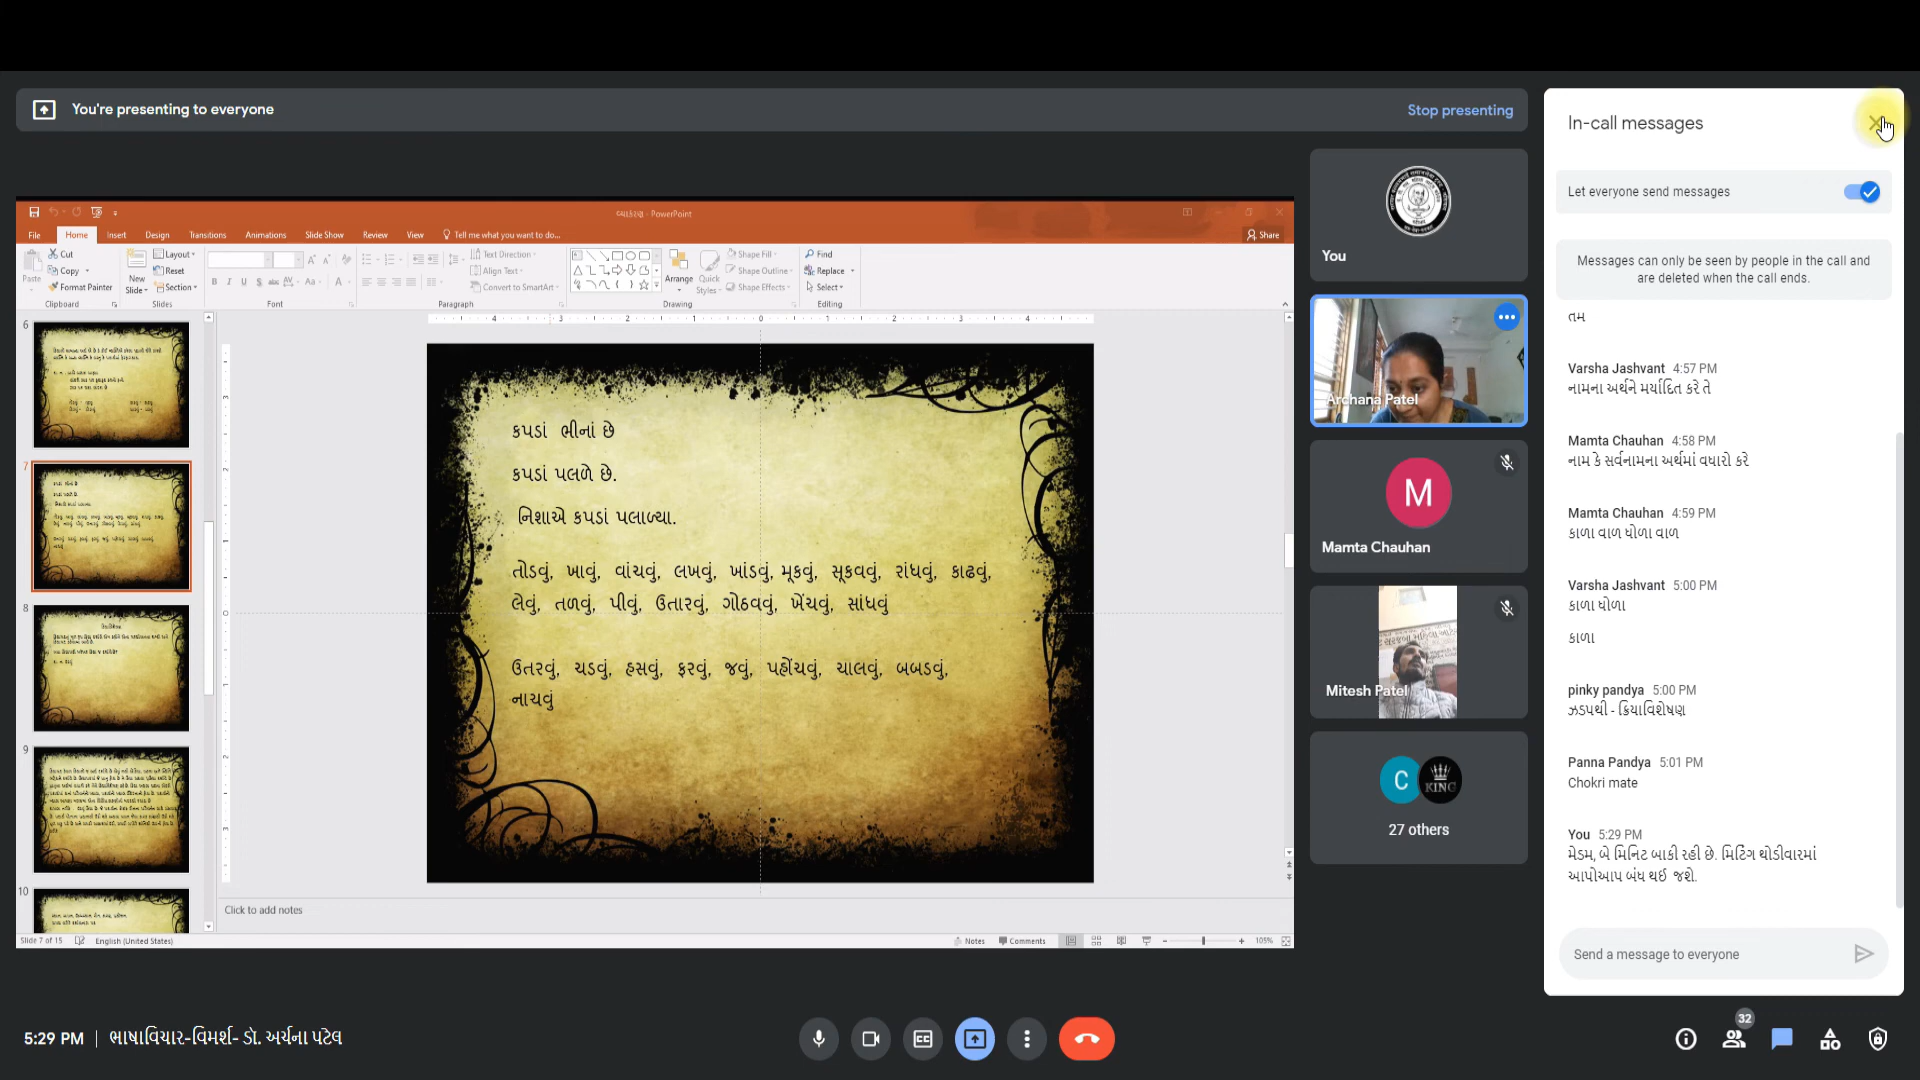 You're presenting to everyone
Stop presenting
PowerPoint
File Home Insert Design Transitions Animations Slide Show Review View Tell me what you want to do...
Share
Paste
Cut
Copy
Format Painter
Clipboard
New Slide
Layout
Reset
Section
Slides
Font
Text Direction
Align Text
Convert to SmartArt
Paragraph
Arrange
Quick Styles
Shape Fill
Shape Outline
Shape Effects
Drawing
Find
Replace
Select
Editing
6
7
8
9
10
કપડાં ભીનાં છે
કપડાં પલળે છે.
નિશાએ કપડાં પલાળ્યા.
તોડવું, ખાવું, વાંચવું, લખવું, ખાંડવું, મૂકવું, સૂકવવું, રાંધવું, કાઢવું,
લેવું, તળવું, પીવું, ઉતારવું, ગોઠવવું, ખેંચવું, સાંધવું
ઉતરવું, ચડવું, હસવું, ફરવું, જવું, પહોંચવું, ચાલવું, બબડવું,
નાચવું
Click to add notes
Slide 7 of 15 English (United States)
Notes Comments 105%
You
Archana Patel
M
Mamta Chauhan
Mitesh Patel
C KING
27 others
In-call messages
Let everyone send messages
Messages can only be seen by people in the call and
are deleted when the call ends.
તમ
Varsha Jashvant 4:57 PM
નામના અર્થને મર્યાદિત કરે તે
Mamta Chauhan 4:58 PM
નામ કે સર્વનામના અર્થમાં વધારો કરે
Mamta Chauhan 4:59 PM
કાળા વાળ ધોળા વાળ
Varsha Jashvant 5:00 PM
કાળા ધોળા
કાળા
pinky pandya 5:00 PM
ઝડપથી - ક્રિયાવિશેષણ
Panna Pandya 5:01 PM
Chokri mate
You 5:29 PM
મેડમ, બે મિનિટ બાકી રહી છે. મિટિંગ થોડીવારમાં
આપોઆપ બંધ થઈ જશે.
Send a message to everyone
5:29 PM | ભાષાવિચાર-વિમર્શ- ડૉ. અર્ચના પટેલ
32